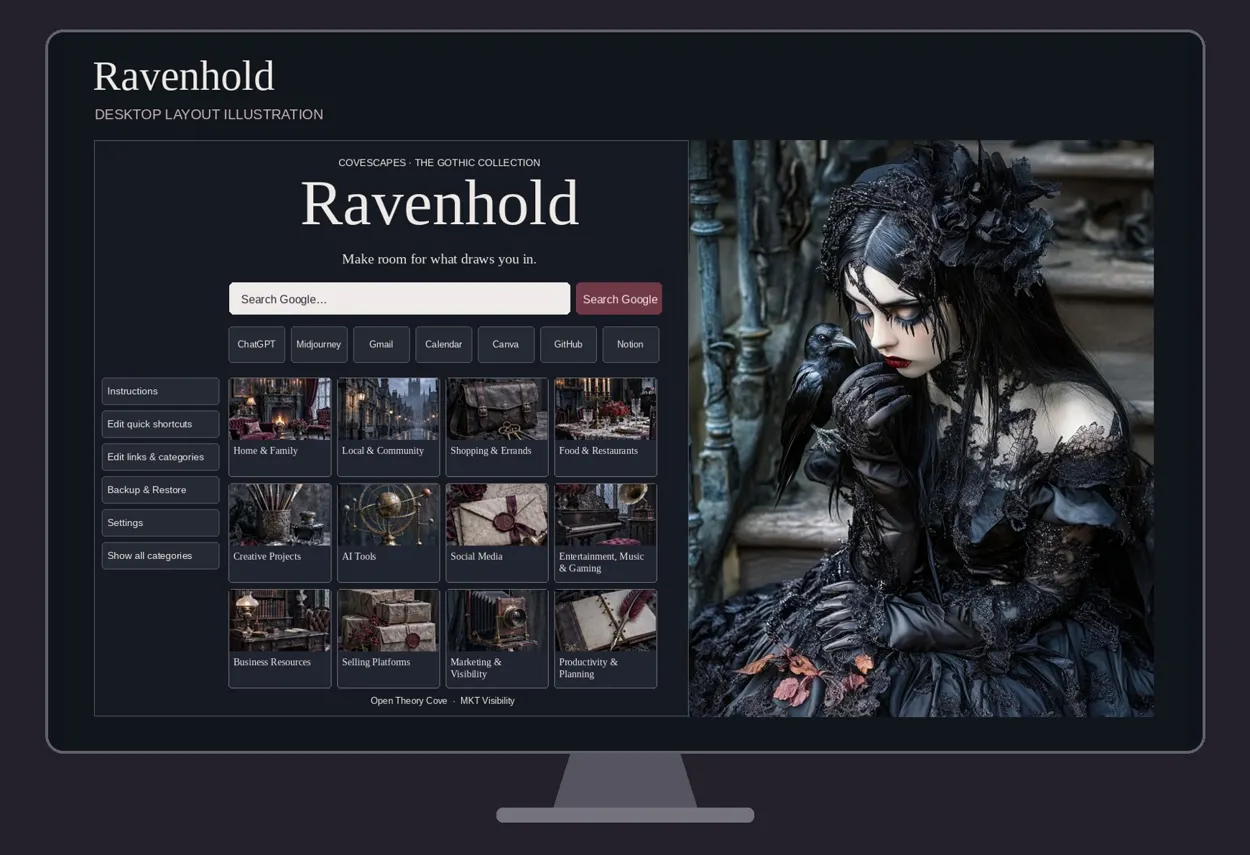 Ravenhold
DESKTOP LAYOUT ILLUSTRATION
COVESCAPES · THE GOTHIC COLLECTION
Ravenhold
Make room for what draws you in.
Search Google...
Search Google
ChatGPT
Midjourney
Gmail
Calendar
Canva
GitHub
Notion
Instructions
Edit quick shortcuts
Edit links & categories
Backup & Restore
Settings
Show all categories
Home & Family
Local & Community
Shopping & Errands
Food & Restaurants
Creative Projects
AI Tools
Social Media
Entertainment, Music
& Gaming
Business Resources
Selling Platforms
Marketing &
Visibility
Productivity &
Planning
Open Theory Cove · MKT Visibility